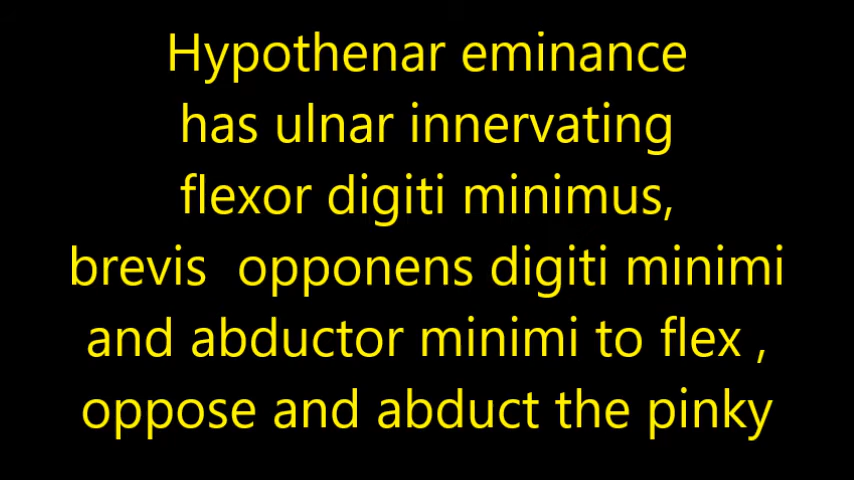 Hypothenar eminance
has ulnar innervating
flexor digiti minimus,
brevis opponens digiti minimi
and abductor minimi to flex ,
oppose and abduct the pinky